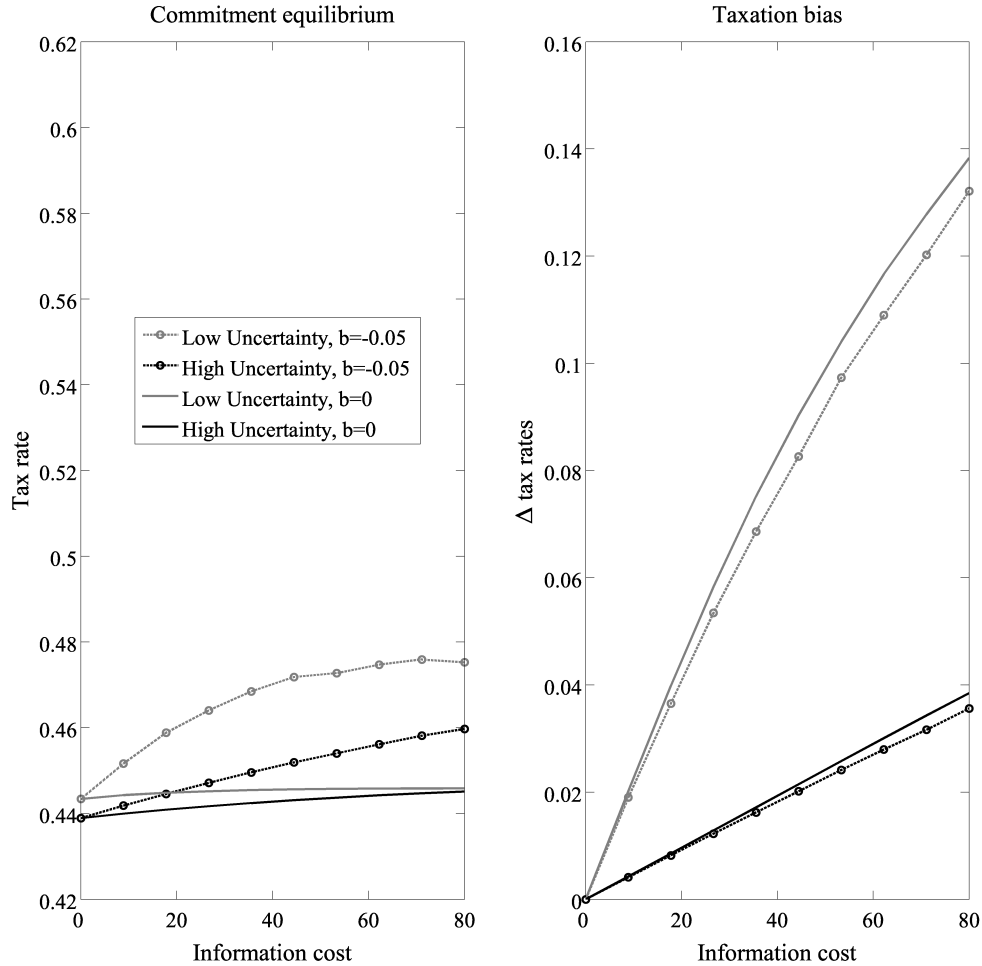 Commitment equilibrium
0.62
0.6
0.58
0.56
0.54
0.52
0.5
0.48
0.46
0.44
0.42
Tax rate
Low Uncertainty, b=-0.05
High Uncertainty, b=-0.05
Low Uncertainty, b=0
High Uncertainty, b=0
0 20 40 60 80
Information cost
Taxation bias
0.16
0.14
0.12
0.1
0.08
0.06
0.04
0.02
0
Δ tax rates
0 20 40 60 80
Information cost